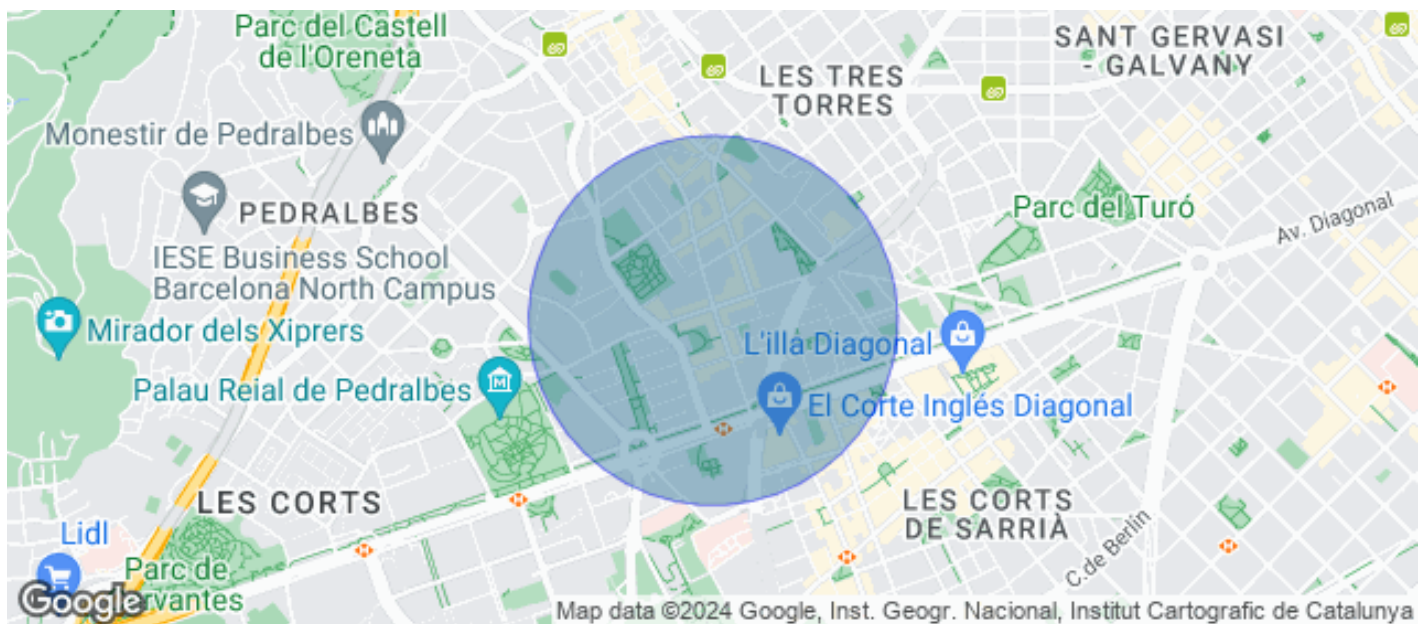 Parc del Castell
de l'Oreneta
SANT GERVASI
- GALVANY
LES TRES
TORRES
Monestir de Pedralbes
PEDRALBES
Parc del Turó
Av. Diagonal
IESE Business School
Barcelona North Campus
Mirador dels Xiprers
L'illa Diagonal
Palau Reial de Pedralbes
El Corte Inglés Diagonal
LES CORTS
LES CORTS
DE SARRIÀ
Lidl
C.de Berlín
Parc de
rvantes
Google
Map data ©2024 Google, Inst. Geogr. Nacional, Institut Cartografic de Catalunya